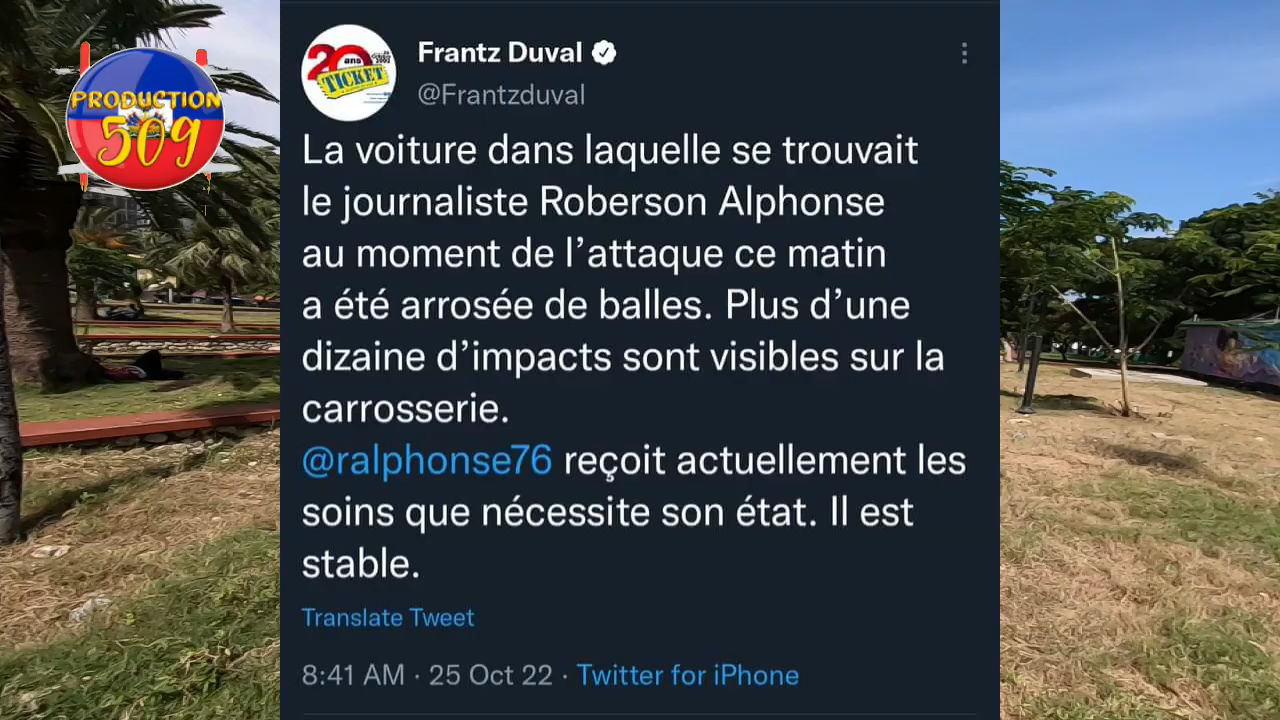 PRODUCTION
509
20
ans
TICKET
Frantz Duval
@Frantzduval
La voiture dans laquelle se trouvait
le journaliste Roberson Alphonse
au moment de l’attaque ce matin
a été arrosée de balles. Plus d’une
dizaine d’impacts sont visibles sur la
carrosserie.
@ralphonse76 reçoit actuellement les
soins que nécessite son état. Il est
stable.
Translate Tweet
8:41 AM · 25 Oct 22 · Twitter for iPhone